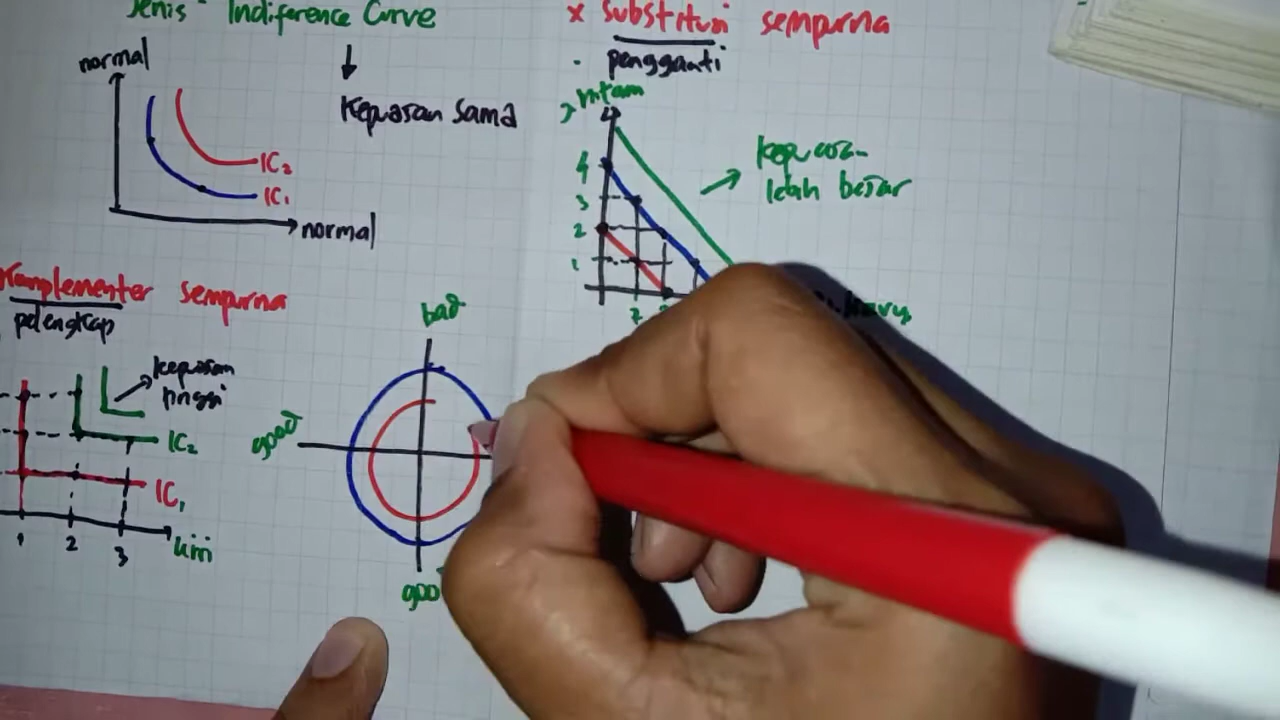 Jenis Indiference Curve
Kepuasan Sama
normal
IC2
IC1
normal
x Substitusi sempurna
pengganti
hitam
4
3
2
1
lebih besar
Komplementer sempurna
pelengkap
kepuasan
tinggi
IC2
IC1
1 2 3
kiri
bad
good